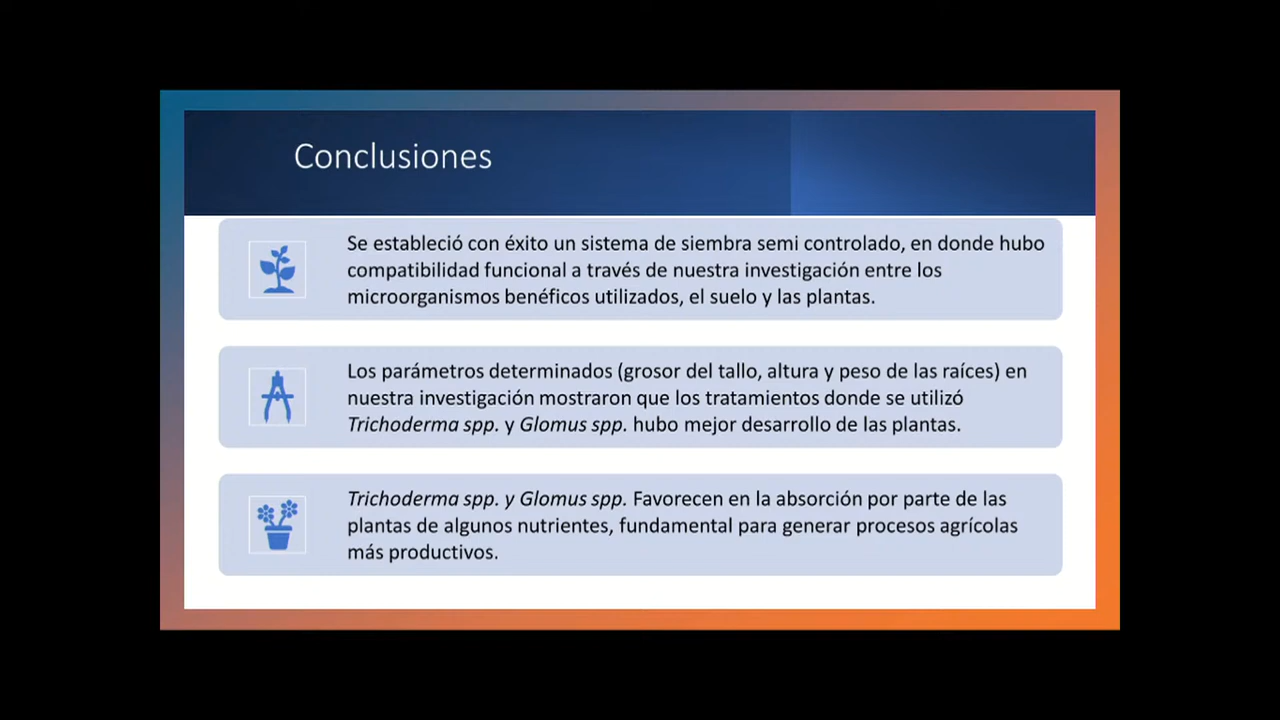 Conclusiones
Se estableció con éxito un sistema de siembra semi controlado, en donde hubo
compatibilidad funcional a través de nuestra investigación entre los
microorganismos benéficos utilizados, el suelo y las plantas.
Los parámetros determinados (grosor del tallo, altura y peso de las raíces) en
nuestra investigación mostraron que los tratamientos donde se utilizó
Trichoderma spp. y Glomus spp. hubo mejor desarrollo de las plantas.
Trichoderma spp. y Glomus spp. Favorecen en la absorción por parte de las
plantas de algunos nutrientes, fundamental para generar procesos agrícolas
más productivos.